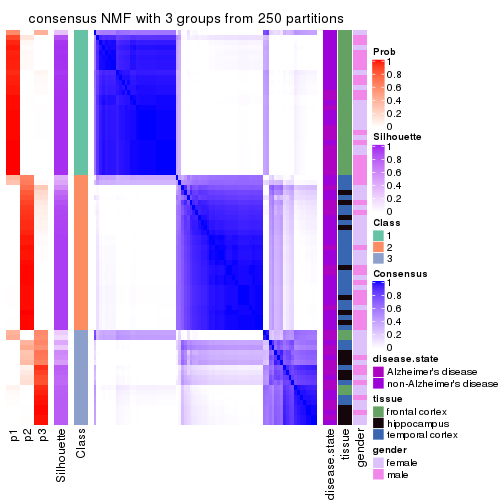 consensus NMF with 3 groups from 250 partitions
Prob
1
0.8
0.6
0.4
0.2
0
Silhouette
1
0.8
0.6
0.4
0.2
0
Class
1
2
3
Consensus
1
0.8
0.6
0.4
0.2
0
disease.state
Alzheimer's disease
non-Alzheimer's disease
tissue
frontal cortex
hippocampus
temporal cortex
gender
female
male
p1
p2
p3
Silhouette
Class
disease.state
tissue
gender